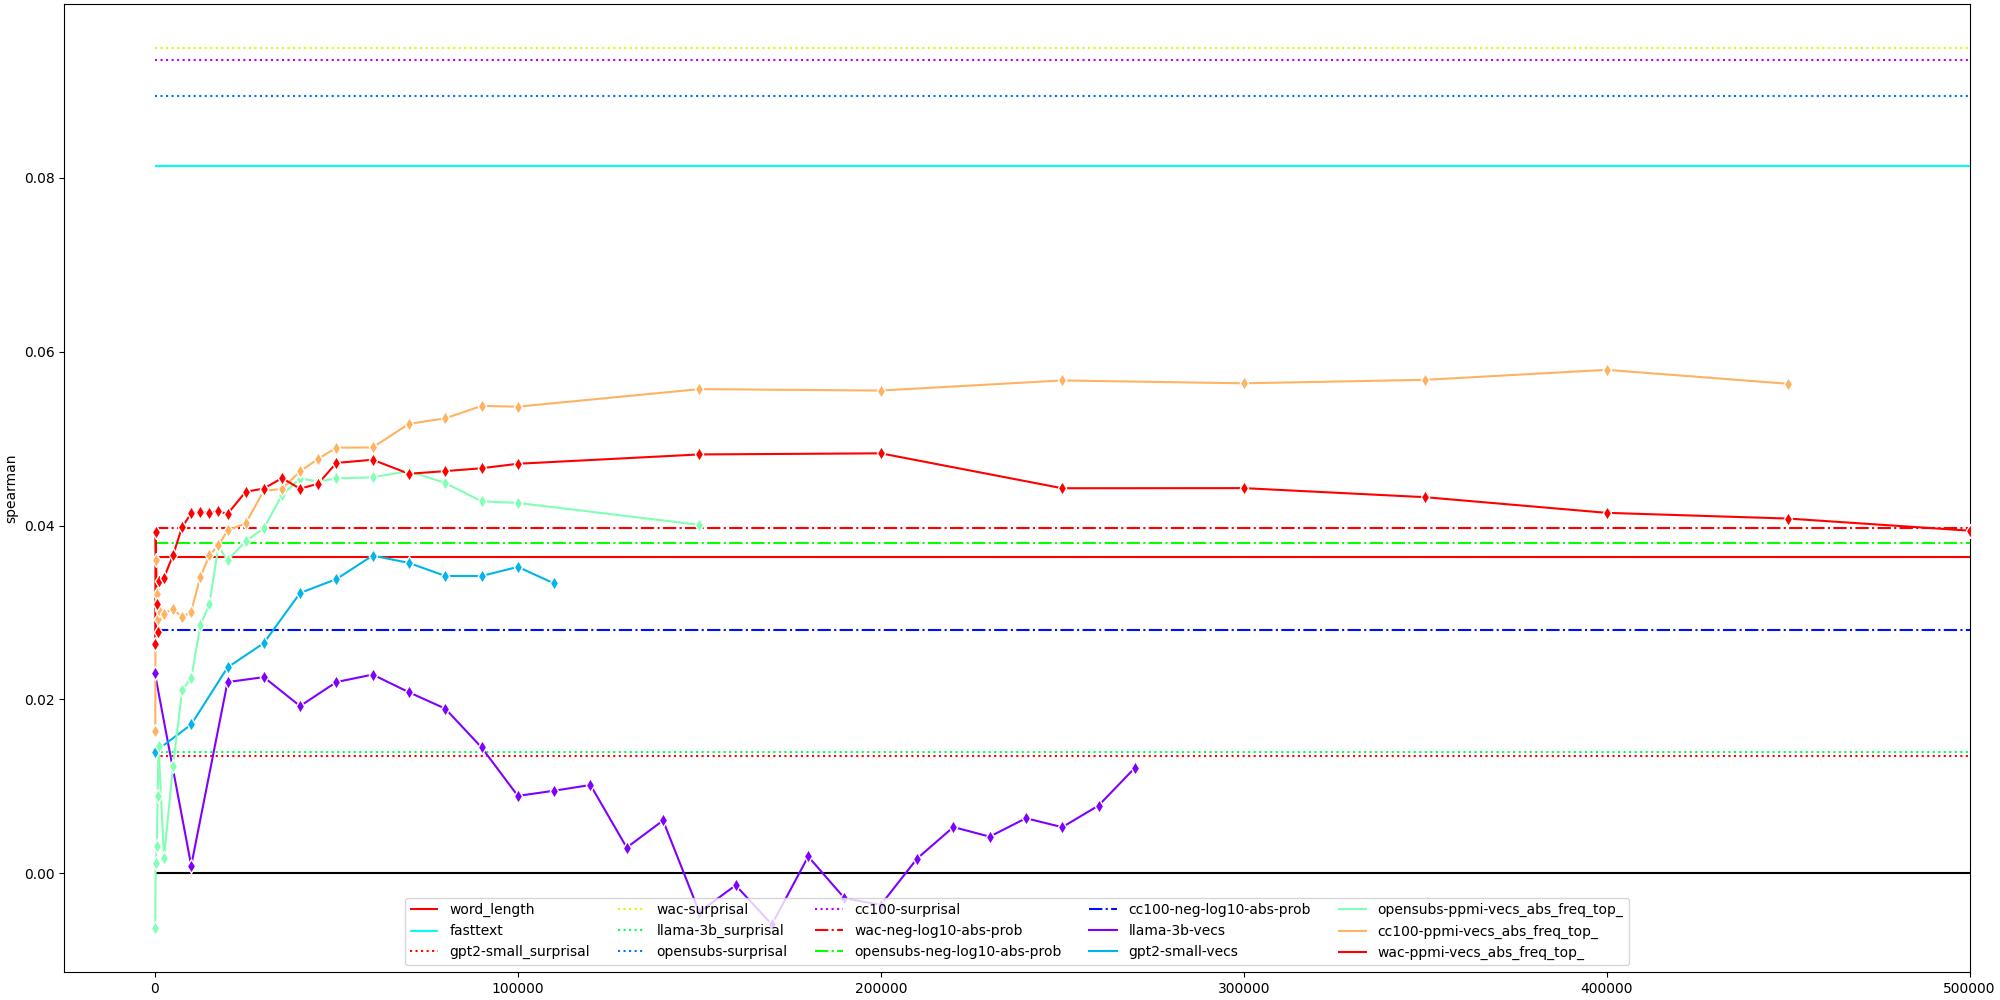 spearman
0.08
0.06
0.04
0.02
0.00
word_length
fasttext
gpt2-small_surprisal
wac-surprisal
llama-3b_surprisal
opensubs-surprisal
cc100-surprisal
wac-neg-log10-abs-prob
opensubs-neg-log10-abs-prob
cc100-neg-log10-abs-prob
llama-3b-vecs
gpt2-small-vecs
opensubs-ppmi-vecs_abs_freq_top_
cc100-ppmi-vecs_abs_freq_top_
wac-ppmi-vecs_abs_freq_top_
0 100000 200000 300000 400000 500000